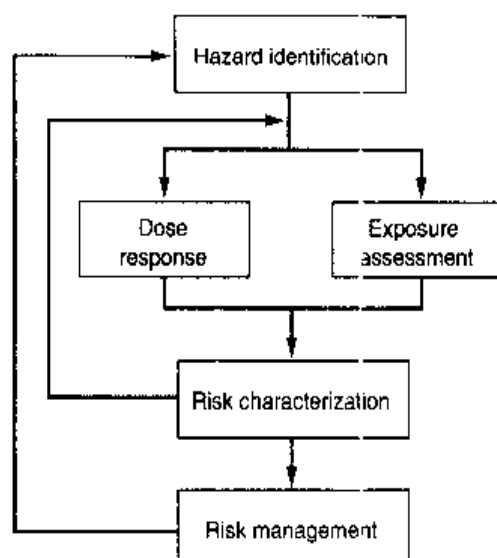 Hazard identification
Dose
response
Exposure
assessment
Risk characterization
Risk management